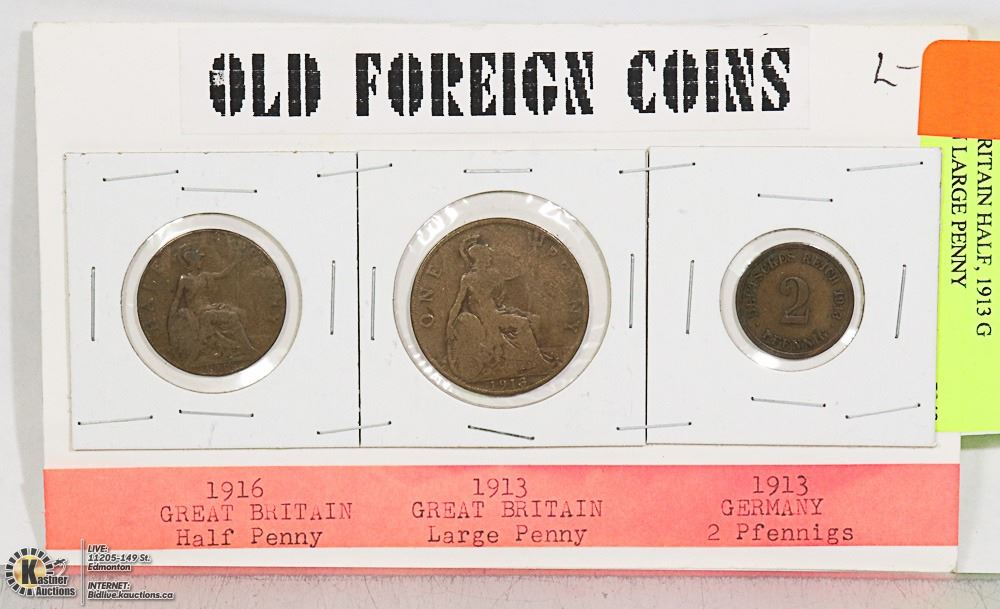 OLD FOREIGN COINS
L-
RITAIN HALF, 1913 G
LARGE PENNY
HALF
ONE PENNY
1913
DEUTSCHES REICH 1913
2
PFENNIG
1916
GREAT BRITAIN
Half Penny
1913
GREAT BRITAIN
Large Penny
1913
GERMANY
2 Pfennigs
Kastner
Auctions
LIVE:
11205-149 St.
Edmonton
INTERNET:
Bidlive.kauctions.ca